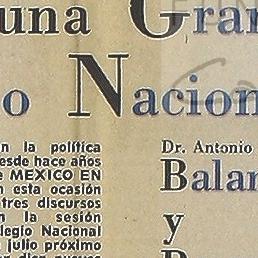 una Gran
o Nacion
n la política
esde hace años
e MEXICO EN
n esta ocasión
tres discursos
n la sesión
legio Nacional
julio próximo
Dr. Antonio
Balan
y